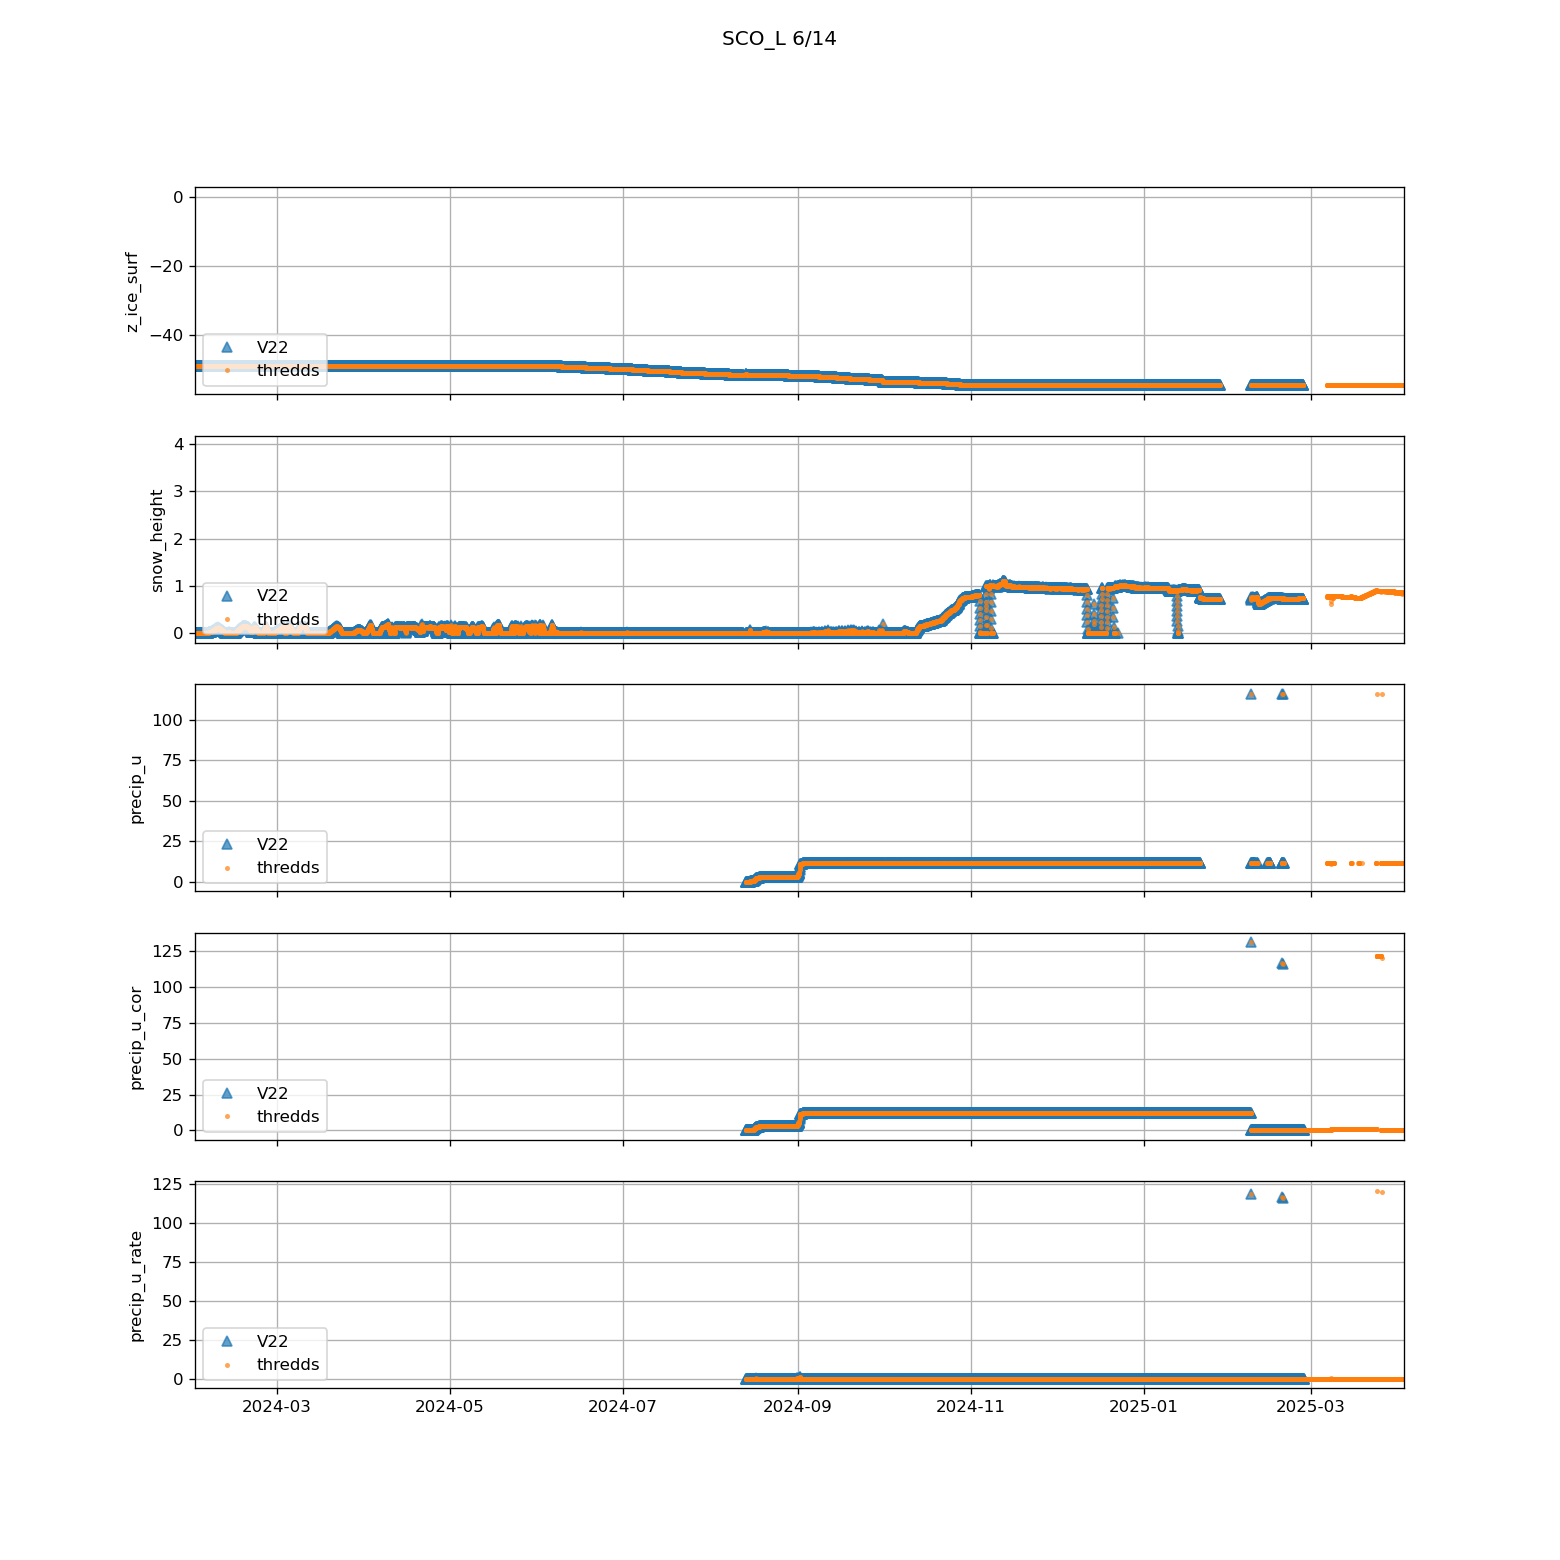 SCO_L 6/14
z_ice_surf
0
−20
−40
V22
thredds
snow_height
4
3
2
1
0
V22
thredds
precip_u
100
75
50
25
0
V22
thredds
precip_u_cor
125
100
75
50
25
0
V22
thredds
precip_u_rate
125
100
75
50
25
0
V22
thredds
2024-03 2024-05 2024-07 2024-09 2024-11 2025-01 2025-03